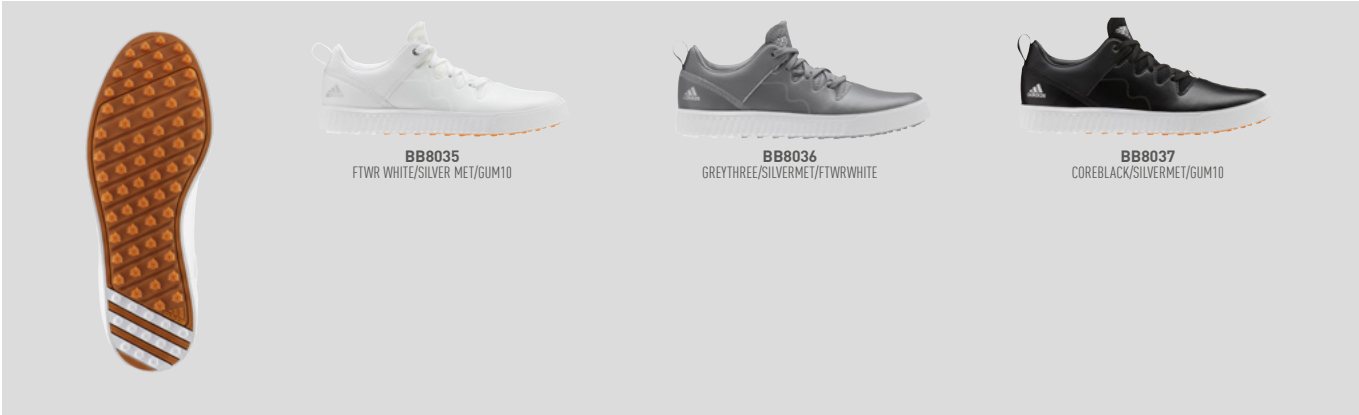 BB8035
FTWR WHITE/SILVER MET/GUM10
BB8036
GREYTHREE/SILVERMET/FTWRWHITE
BB8037
COREBLACK/SILVERMET/GUM10